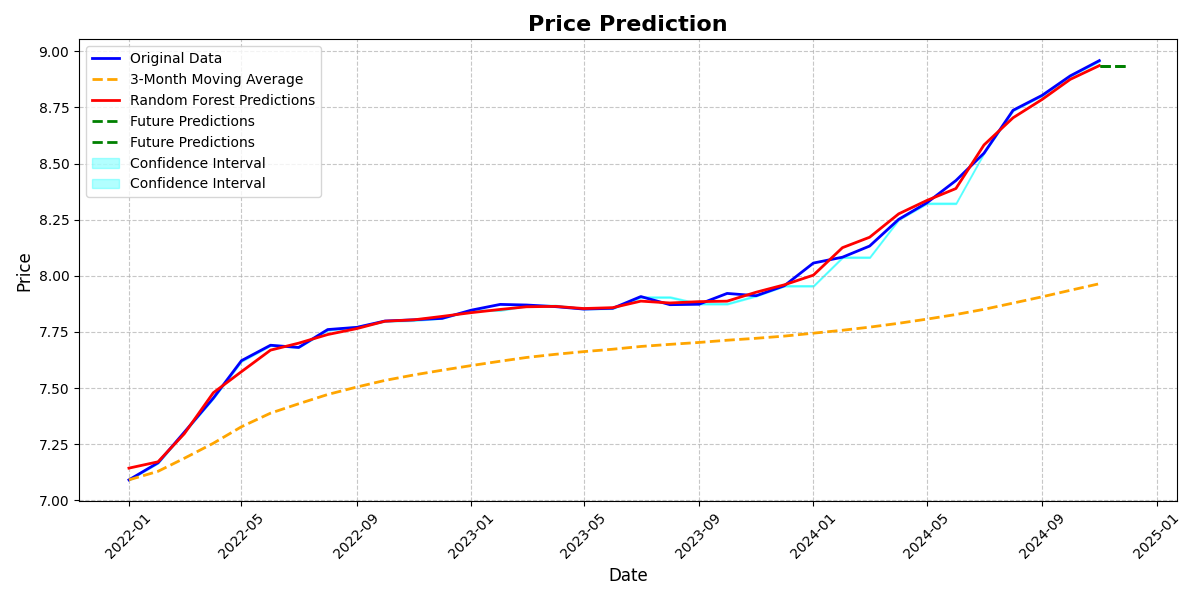 Price Prediction
Original Data
3-Month Moving Average
Random Forest Predictions
Future Predictions
Future Predictions
Confidence Interval
Confidence Interval
Price
9.00
8.75
8.50
8.25
8.00
7.75
7.50
7.25
7.00
2022-01
2022-05
2022-09
2023-01
2023-05
2023-09
2024-01
2024-05
2024-09
2025-01
Date